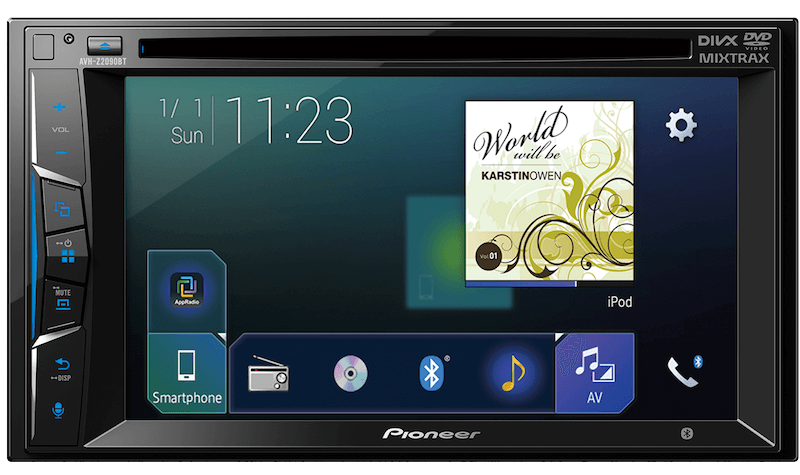 AVH-Z2090BT
DIVX DVD
VIDEO
MIXTRAX
VOL
MUTE
DISP
1/ 1
Sun
11:23
World
will be
KARSTINOWEN
Vol.01
iPod
AppRadio
Smartphone
AV
Pioneer